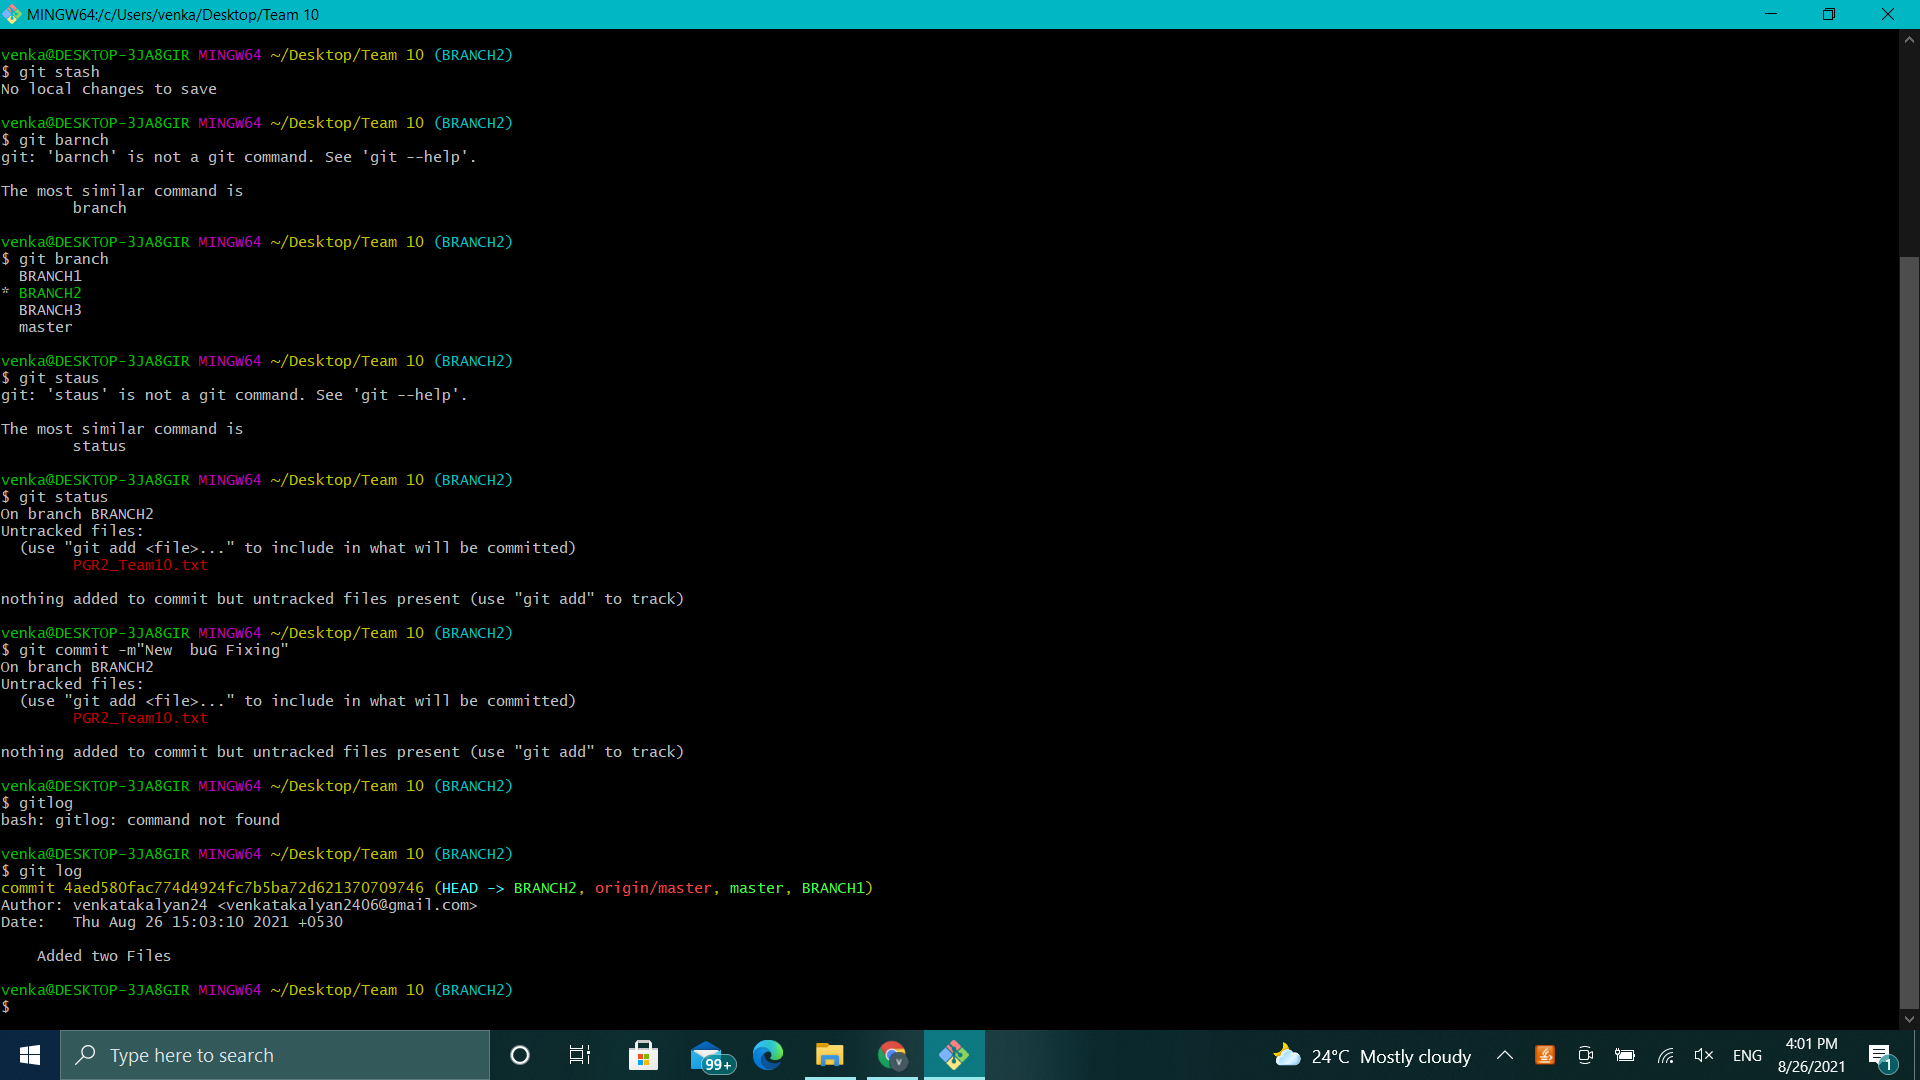 MINGW64:/c/Users/venka/Desktop/Team 10
venka@DESKTOP-3JA8GIR MINGW64 ~/Desktop/Team 10 (BRANCH2)
$ git stash
No local changes to save
venka@DESKTOP-3JA8GIR MINGW64 ~/Desktop/Team 10 (BRANCH2)
$ git barnch
git: 'barnch' is not a git command. See 'git --help'.
The most similar command is
branch
venka@DESKTOP-3JA8GIR MINGW64 ~/Desktop/Team 10 (BRANCH2)
$ git branch
BRANCH1
* BRANCH2
BRANCH3
master
venka@DESKTOP-3JA8GIR MINGW64 ~/Desktop/Team 10 (BRANCH2)
$ git staus
git: 'staus' is not a git command. See 'git --help'.
The most similar command is
status
venka@DESKTOP-3JA8GIR MINGW64 ~/Desktop/Team 10 (BRANCH2)
$ git status
On branch BRANCH2
Untracked files:
(use "git add <file>..." to include in what will be committed)
PGR2_Team10.txt
nothing added to commit but untracked files present (use "git add" to track)
venka@DESKTOP-3JA8GIR MINGW64 ~/Desktop/Team 10 (BRANCH2)
$ git commit -m"New  buG Fixing"
On branch BRANCH2
Untracked files:
(use "git add <file>..." to include in what will be committed)
PGR2_Team10.txt
nothing added to commit but untracked files present (use "git add" to track)
venka@DESKTOP-3JA8GIR MINGW64 ~/Desktop/Team 10 (BRANCH2)
$ gitlog
bash: gitlog: command not found
venka@DESKTOP-3JA8GIR MINGW64 ~/Desktop/Team 10 (BRANCH2)
$ git log
commit 4aed580fac774d4924fc7b5ba72d621370709746 (HEAD -> BRANCH2, origin/master, master, BRANCH1)
Author: venkatakalyan24 <venkatakalyan2406@gmail.com>
Date:   Thu Aug 26 15:03:10 2021 +0530
Added two Files
venka@DESKTOP-3JA8GIR MINGW64 ~/Desktop/Team 10 (BRANCH2)
$
Type here to search
99+
24°C Mostly cloudy
ENG
4:01 PM
8/26/2021
1